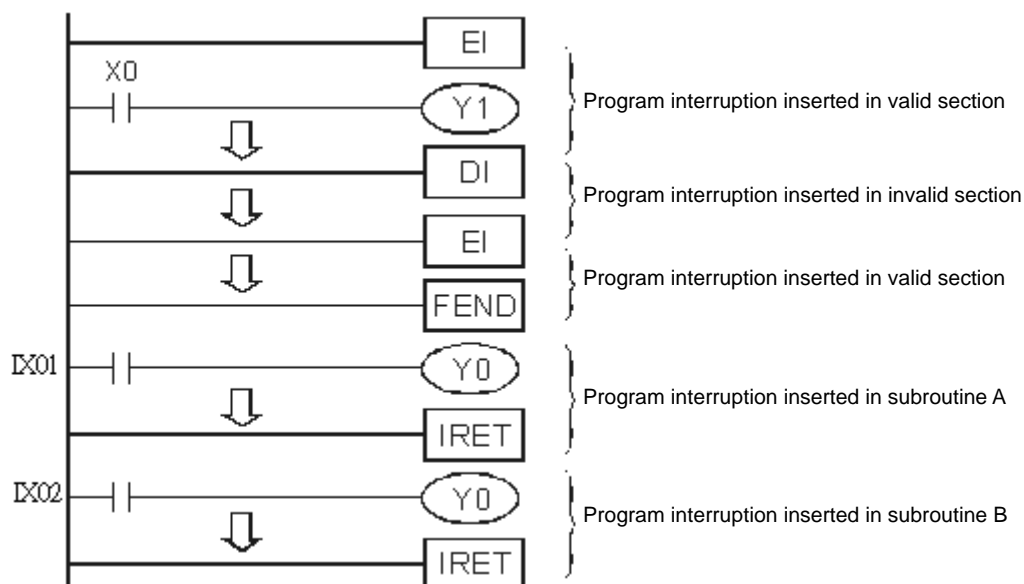 EI
X0
Y1
Program interruption inserted in valid section
DI
Program interruption inserted in invalid section
EI
Program interruption inserted in valid section
FEND
IX01
Y0
Program interruption inserted in subroutine A
IRET
IX02
Y0
Program interruption inserted in subroutine B
IRET